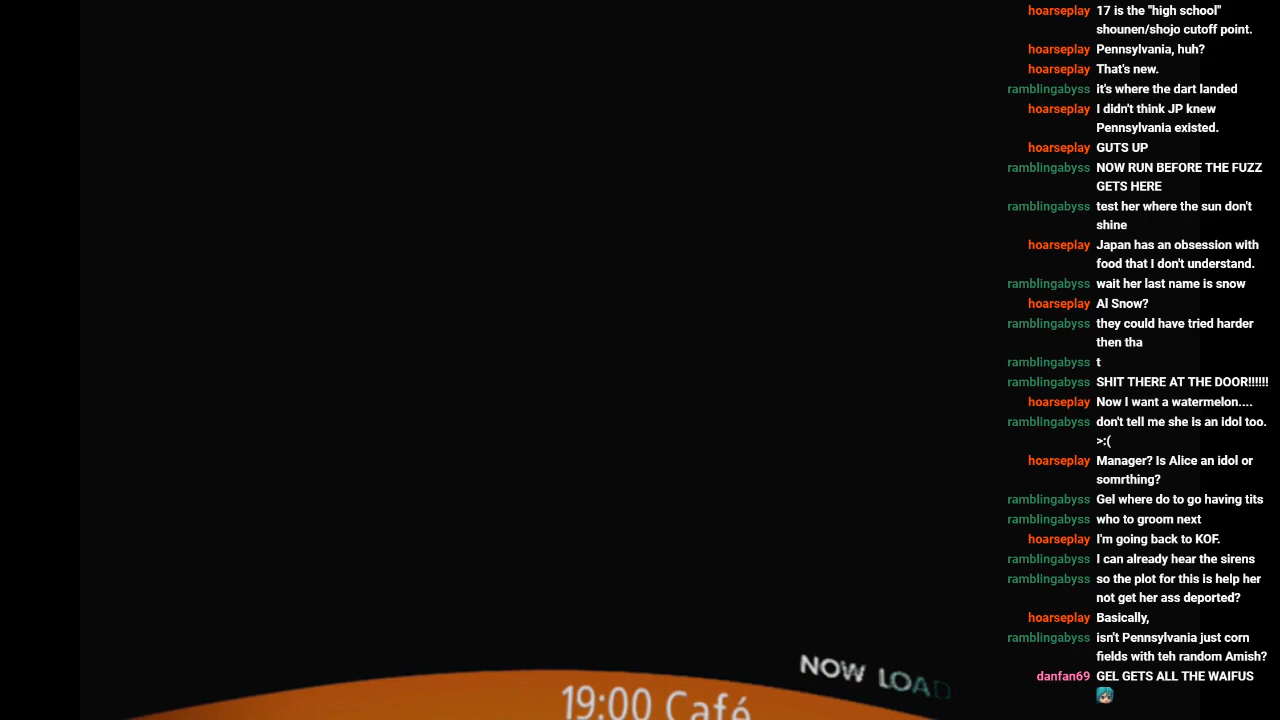 hoarseplay 17 is the "high school"
shounen/shojo cutoff point.
hoarseplay Pennsylvania, huh?
hoarseplay That's new.
ramblingabyss it's where the dart landed
hoarseplay I didn't think JP knew
Pennsylvania existed.
hoarseplay GUTS UP
ramblingabyss NOW RUN BEFORE THE FUZZ
GETS HERE
ramblingabyss test her where the sun don't
shine
hoarseplay Japan has an obsession with
food that I don't understand.
ramblingabyss wait her last name is snow
hoarseplay Al Snow?
ramblingabyss they could have tried harder
then tha
ramblingabyss t
ramblingabyss SHIT THERE AT THE DOOR!!!!!!
hoarseplay Now I want a watermelon....
ramblingabyss don't tell me she is an idol too.
>:(
hoarseplay Manager? Is Alice an idol or
somrthing?
ramblingabyss Gel where do to go having tits
ramblingabyss who to groom next
hoarseplay I'm going back to KOF.
ramblingabyss I can already hear the sirens
ramblingabyss so the plot for this is help her
not get her ass deported?
hoarseplay Basically,
ramblingabyss isn't Pennsylvania just corn
fields with teh random Amish?
danfan69 GEL GETS ALL THE WAIFUS
NOW LOAD
19:00 Café